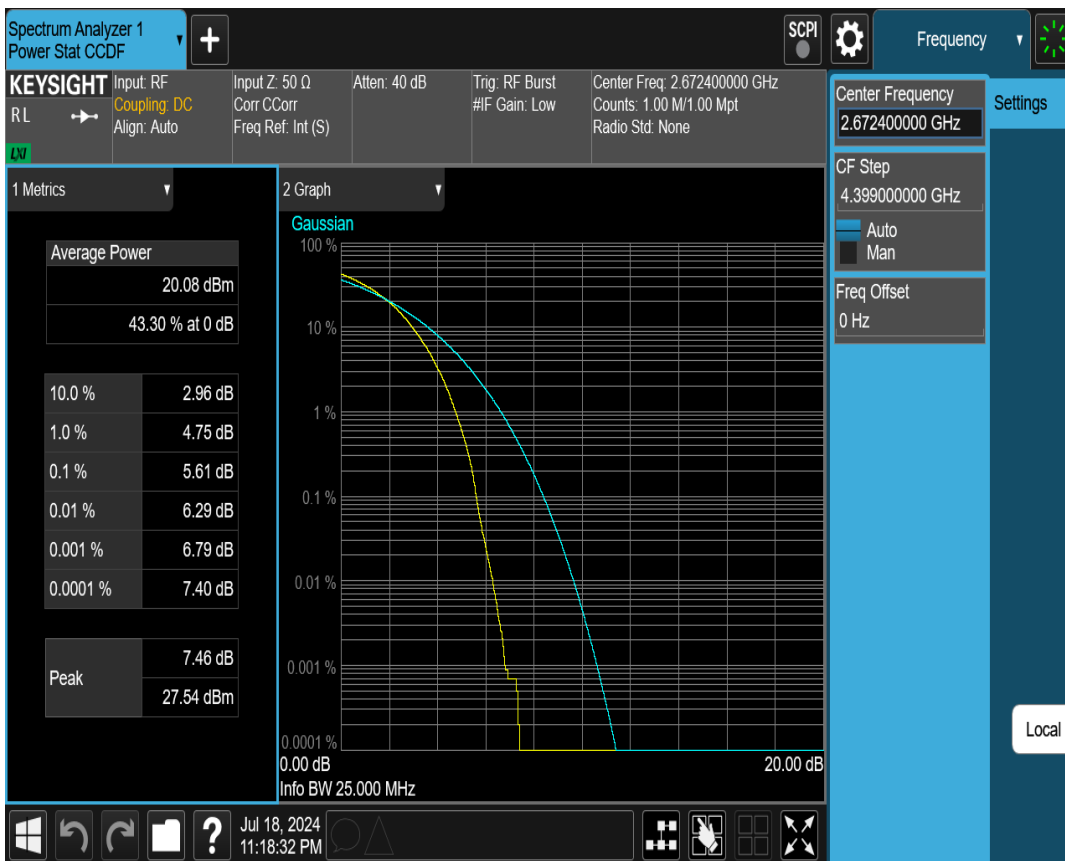 Spectrum Analyzer 1
Power Stat CCDF
SCPI
Frequency
KEYSIGHT
RL
LXI
Input: RF
Coupling: DC
Align: Auto
Input Z: 50 Ω
Corr CCorr
Freq Ref: Int (S)
Atten: 40 dB
Trig: RF Burst
#IF Gain: Low
Center Freq: 2.672400000 GHz
Counts: 1.00 M/1.00 Mpt
Radio Std: None
Center Frequency
2.672400000 GHz
Settings
CF Step
4.399000000 GHz
Auto
Man
Freq Offset
0 Hz
1 Metrics
Average Power
20.08 dBm
43.30 % at 0 dB
10.0 % 2.96 dB
1.0 % 4.75 dB
0.1 % 5.61 dB
0.01 % 6.29 dB
0.001 % 6.79 dB
0.0001 % 7.40 dB
Peak
7.46 dB
27.54 dBm
2 Graph
Gaussian
100 %
10 %
1 %
0.1 %
0.01 %
0.001 %
0.0001 %
0.00 dB
20.00 dB
Info BW 25.000 MHz
Local
?
Jul 18, 2024
11:18:32 PM